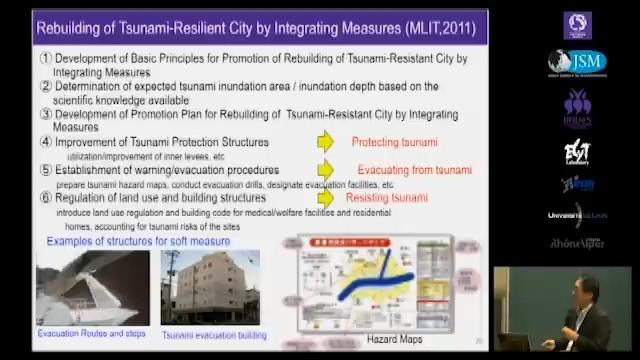 Rebuilding of Tsunami-Resilient City by Integrating Measures (MLIT,2011)
① Development of Basic Principles for Promotion of Rebuilding of Tsunami-Resistant City by
Integrating Measures
② Determination of expected tsunami inundation area / inundation depth based on the
scientific knowledge available
③ Development of Promotion Plan for Rebuilding of Tsunami-Resistant City by Integrating
Measures
④ Improvement of Tsunami Protection Structures
Protecting tsunami
utilization/improvement of inner levees, etc
⑤ Establishment of warning/evacuation procedures
Evacuating from tsunami
prepare tsunami hazard maps, conduct evacuation drills, designate evacuation facilities, etc
⑥ Regulation of land use and building structures
Resisting tsunami
introduce land use regulation and building code for medical/welfare facilities and residential
homes, accounting for tsunami risks of the sites
Examples of structures for soft measure
Evacuation Routes and steps
Tsunami evacuation building
Hazard Maps
JSM
IRIDeS
Laboratory
Université de Lyon
RhôneAlpes